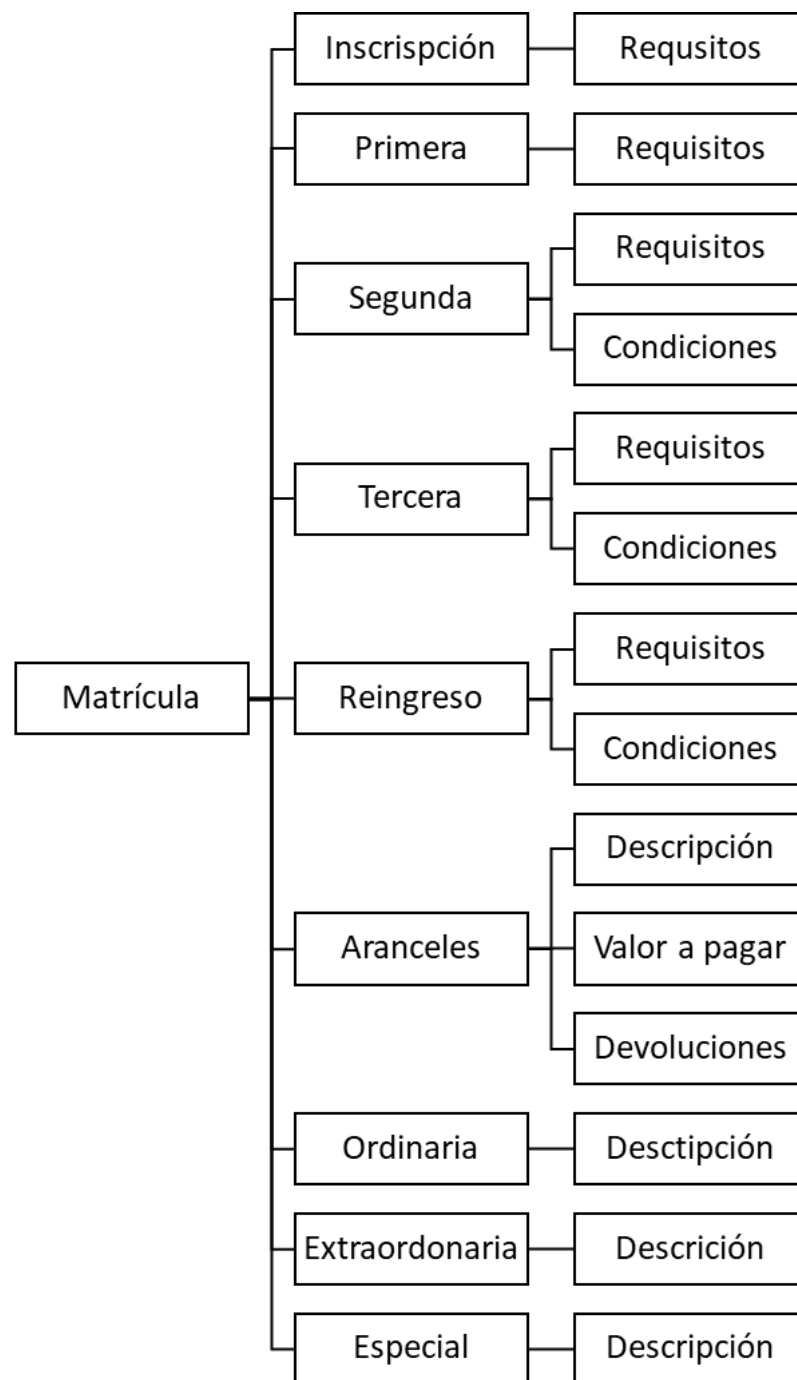 Inscrispción
Requsitos
Primera
Requisitos
Segunda
Requisitos
Condiciones
Tercera
Requisitos
Condiciones
Matrícula
Reingreso
Requisitos
Condiciones
Aranceles
Descripción
Valor a pagar
Devoluciones
Ordinaria
Desctipción
Extraordonaria
Descrición
Especial
Descripción